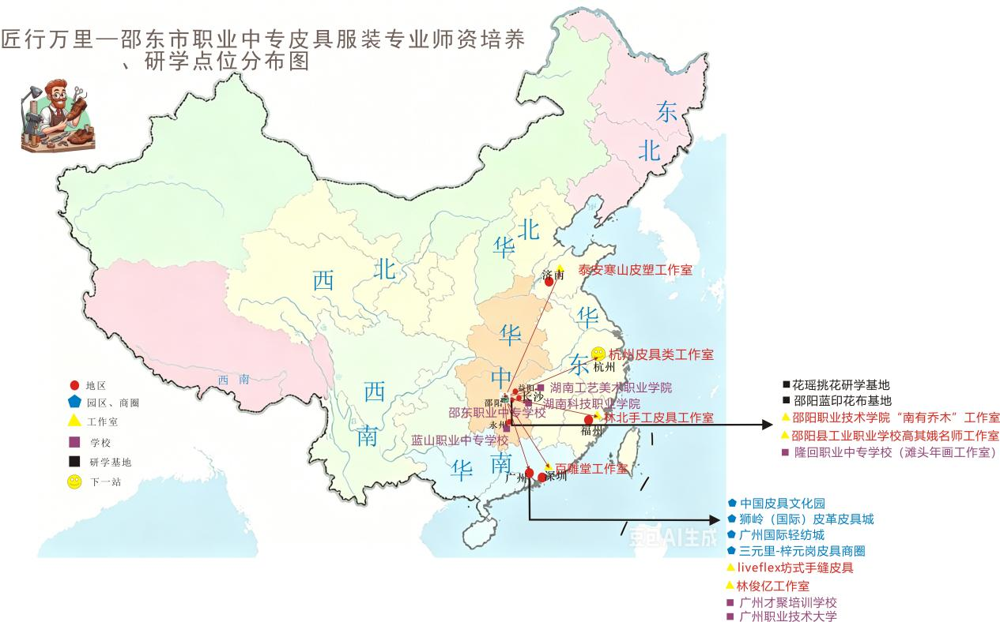 匠行万里—邵东市职业中专皮具服装专业师资培养
、研学点位分布图
东
北
华
北
西
北
济南
泰安寒山皮塑工作室
华
东
华
中
杭州皮具类工作室
杭州
西南
西
南
益阳
湖南工艺美术职业学院
长沙
邵阳
湖南科技职业学院
邵东职业中专学校
林北手工皮具工作室
永州
福州
蓝山职业中专学校
华
南
百雕堂工作室
广州
深圳
地区
园区、商圈
工作室
学校
研学基地
下一站
花瑶挑花研学基地
邵阳蓝印花布基地
邵阳职业技术学院“南有乔木”工作室
邵阳县工业职业学校高其娥名师工作室
隆回职业中专学校（滩头年画工作室）
中国皮具文化园
狮岭（国际）皮革皮具城
广州国际轻纺城
三元里-梓元岗皮具商圈
liveflex坊式手缝皮具
林俊亿工作室
广州才聚培训学校
广州职业技术大学
豆包AI生成